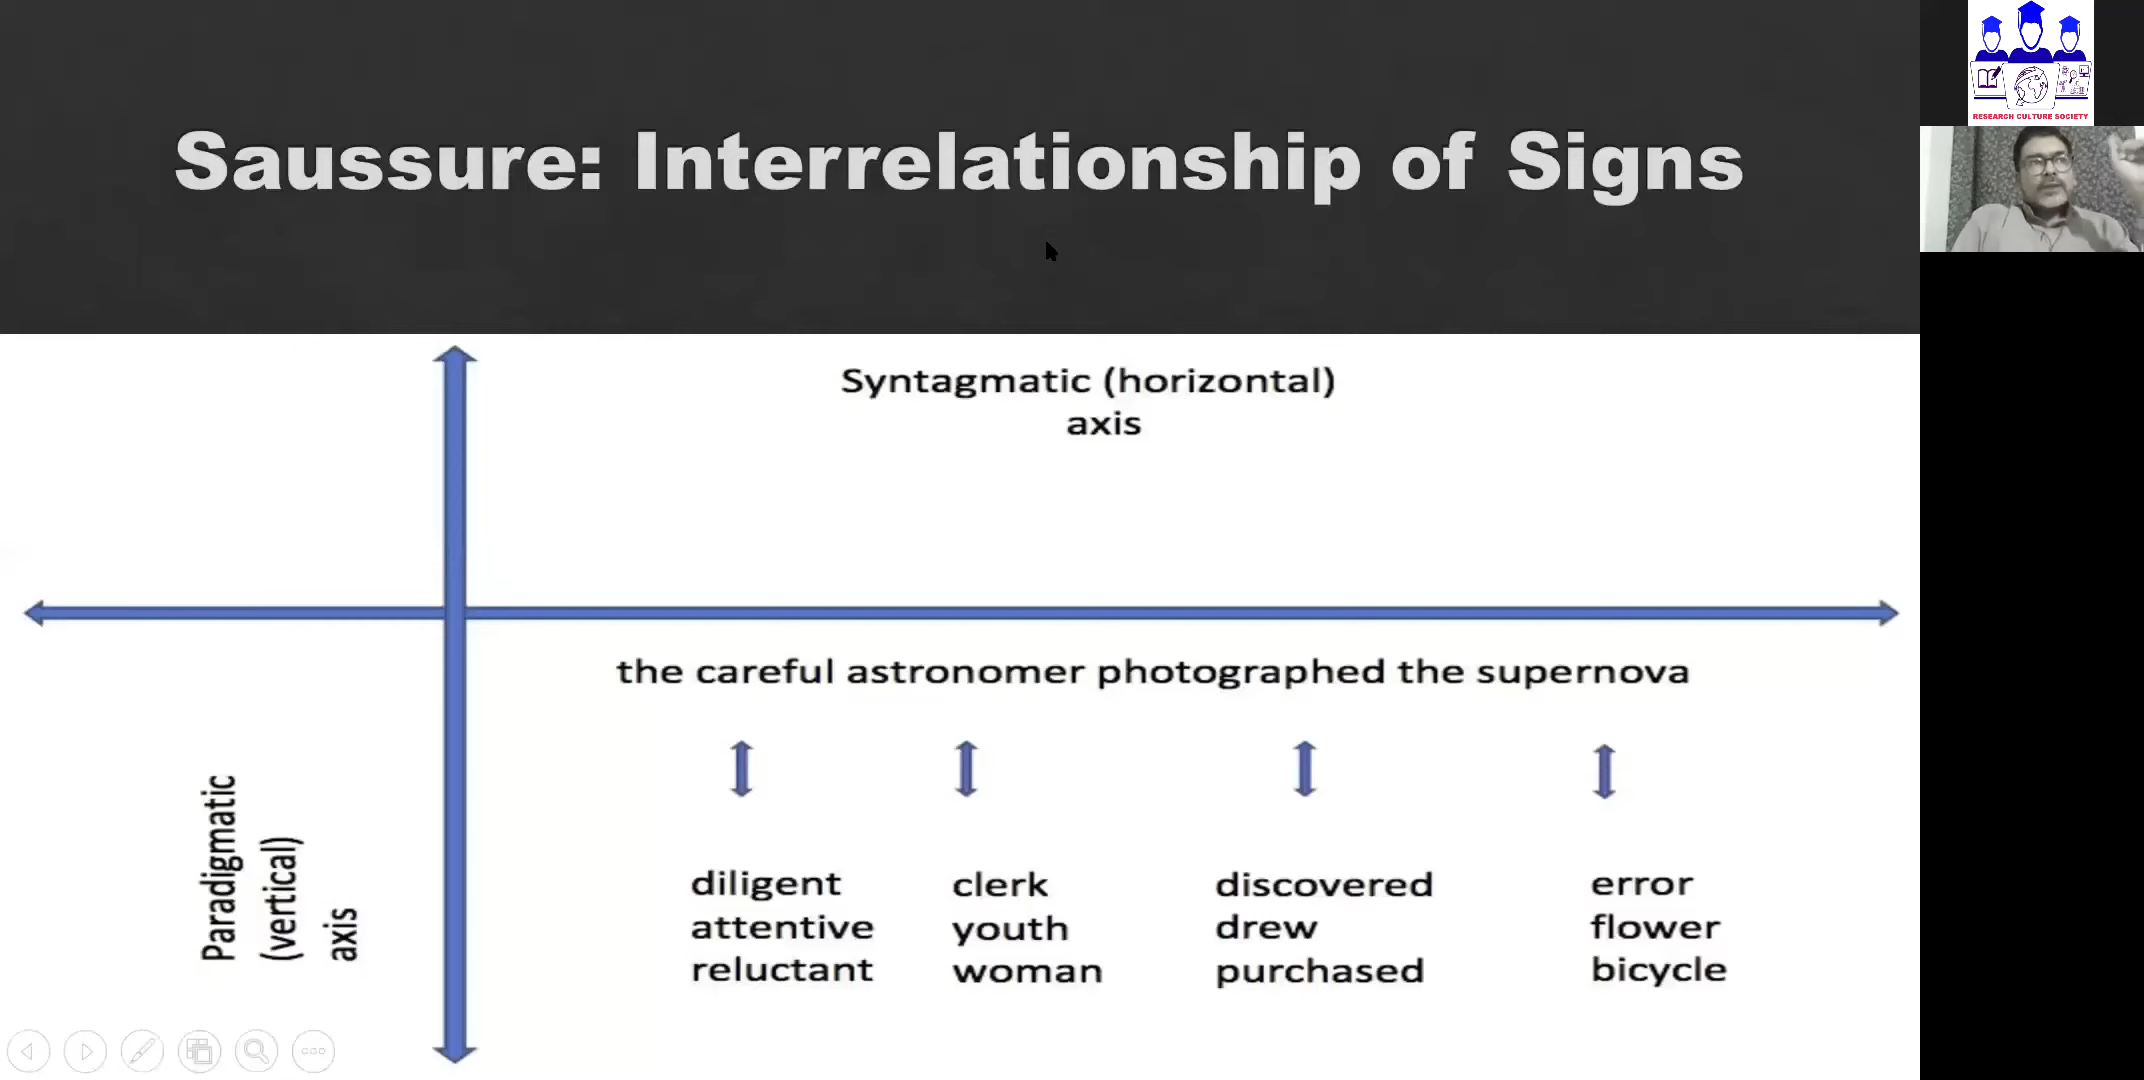 Saussure: Interrelationship of Signs
RESEARCH CULTURE SOCIETY
Syntagmatic (horizontal)
axis
the careful astronomer photographed the supernova
Paradigmatic
(vertical)
axis
diligent clerk discovered error
attentive youth drew flower
reluctant woman purchased bicycle